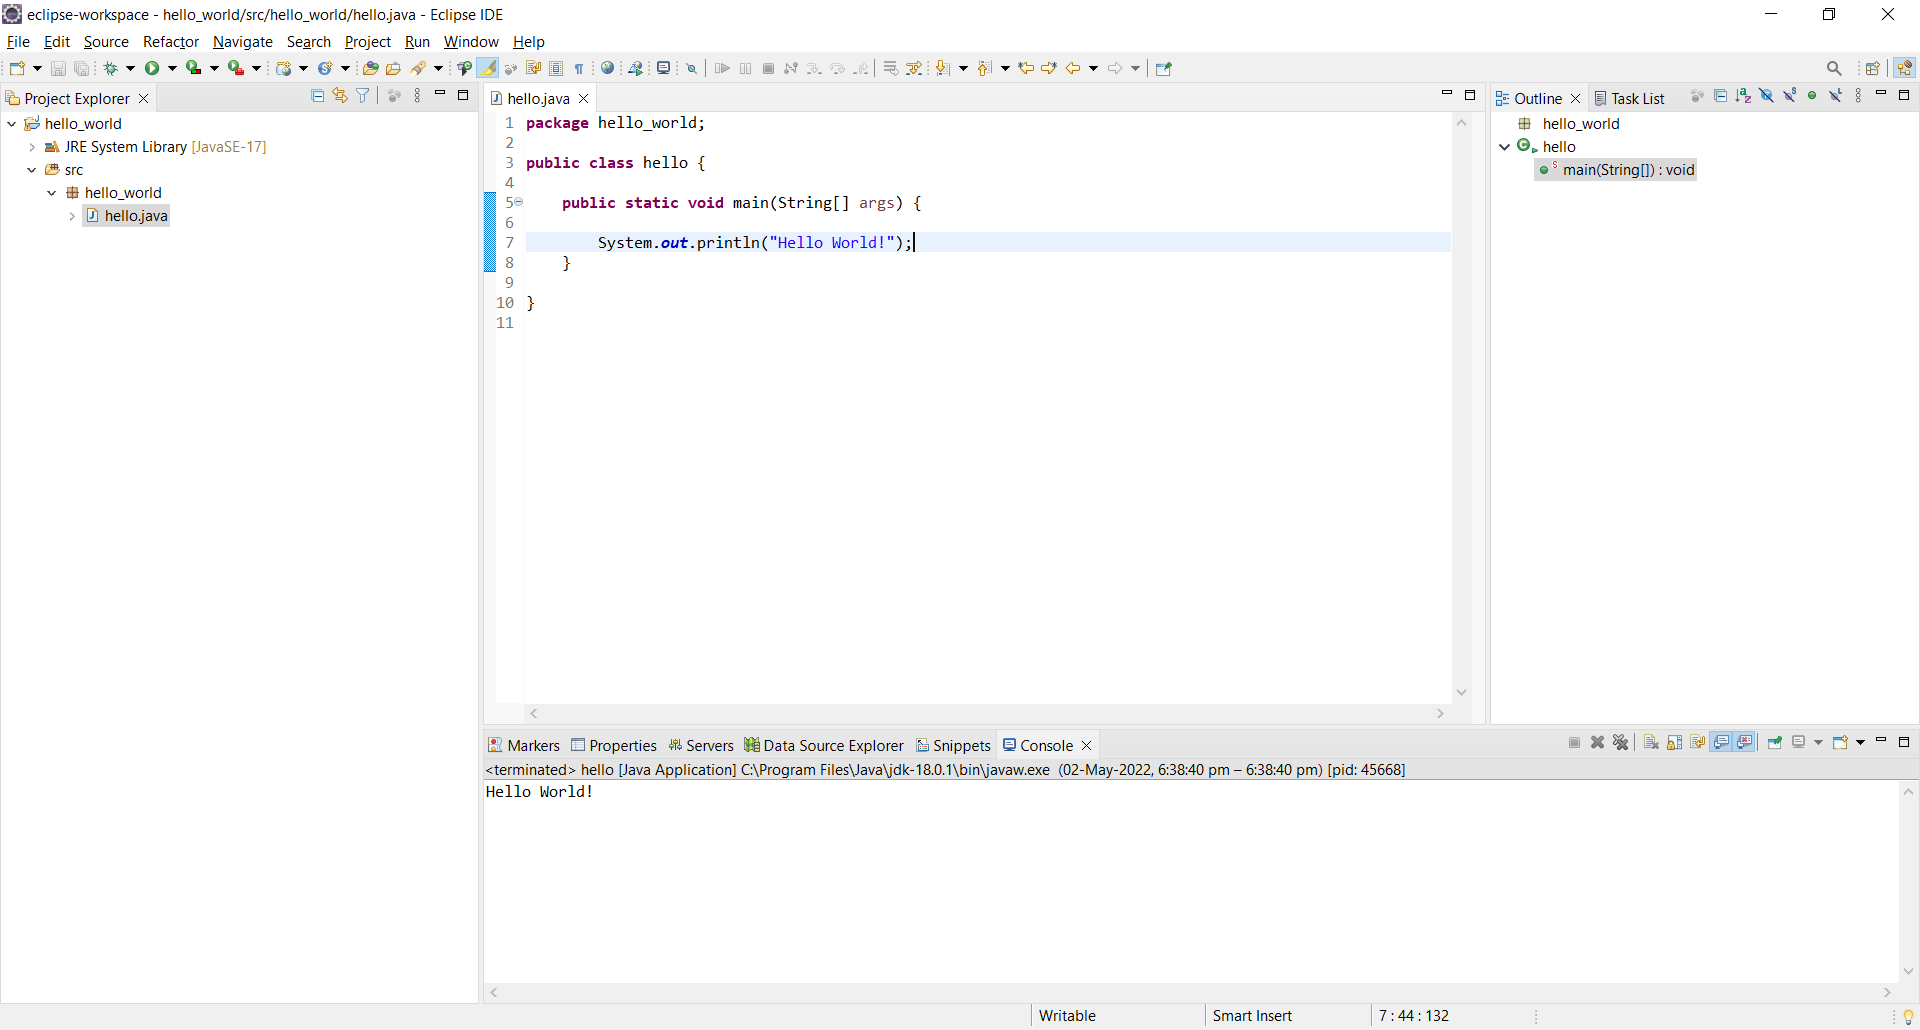 eclipse-workspace - hello_world/src/hello_world/hello.java - Eclipse IDE
File Edit Source Refactor Navigate Search Project Run Window Help
Project Explorer
hello_world
JRE System Library [JavaSE-17]
src
hello_world
hello.java
hello.java
1 package hello_world;
2
3 public class hello {
4
5 public static void main(String[] args) {
6
7 System.out.println("Hello World!");
8 }
9
10 }
11
Outline Task List
hello_world
hello
main(String[]) : void
Markers Properties Servers Data Source Explorer Snippets Console
<terminated> hello [Java Application] C:\Program Files\Java\jdk-18.0.1\bin\javaw.exe (02-May-2022, 6:38:40 pm – 6:38:40 pm) [pid: 45668]
Hello World!
Writable Smart Insert 7 : 44 : 132